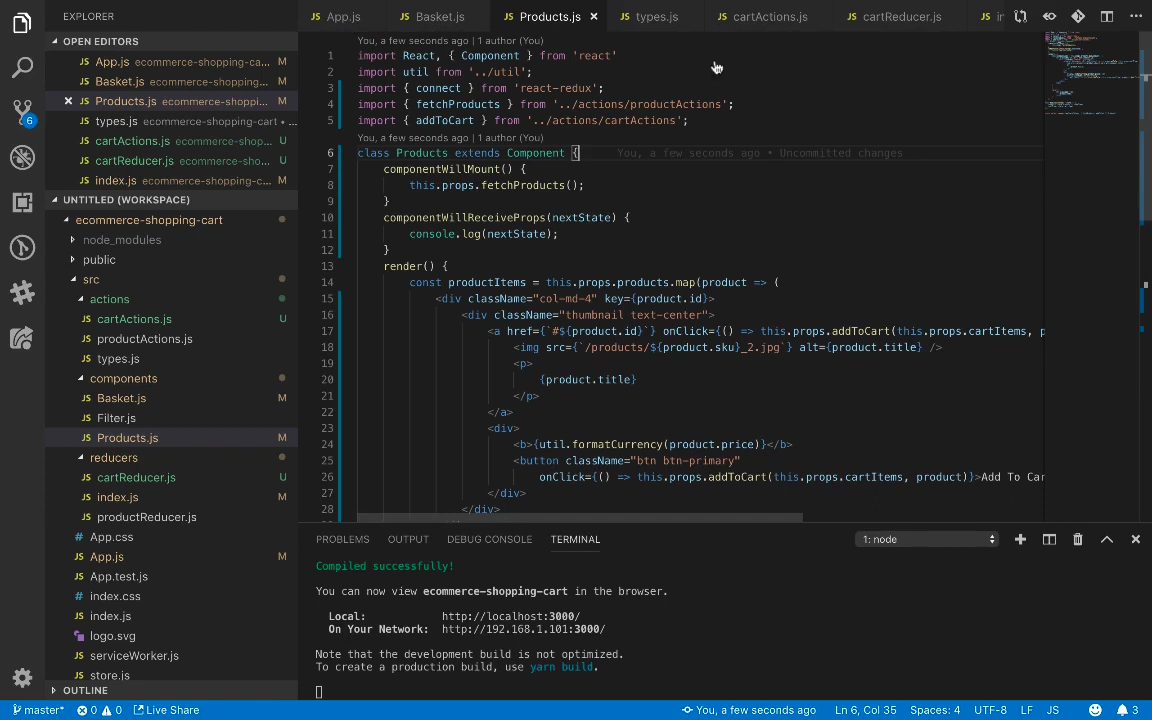 EXPLORER
App.js
Basket.js
Products.js
types.js
cartActions.js
cartReducer.js
OPEN EDITORS
App.js ecommerce-shopping-ca... M
Basket.js ecommerce-shopping... M
Products.js ecommerce-shoppi... M
types.js ecommerce-shopping-cart • ...
cartActions.js ecommerce-shop... U
cartReducer.js ecommerce-sho... U
index.js ecommerce-shopping-c... M
6
UNTITLED (WORKSPACE)
ecommerce-shopping-cart
node_modules
public
src
actions
cartActions.js U
productActions.js
types.js
components
Basket.js M
Filter.js
Products.js M
reducers
cartReducer.js U
index.js M
productReducer.js
App.css
App.js M
App.test.js
index.css
index.js
logo.svg
serviceWorker.js
store.js
OUTLINE
You, a few seconds ago | 1 author (You)
1 import React, { Component } from 'react'
2 import util from '../util';
3 import { connect } from 'react-redux';
4 import { fetchProducts } from '../actions/productActions';
5 import { addToCart } from '../actions/cartActions';
You, a few seconds ago | 1 author (You)
6 class Products extends Component { You, a few seconds ago • Uncommitted changes
7 componentWillMount() {
8 this.props.fetchProducts();
9 }
10 componentWillReceiveProps(nextState) {
11 console.log(nextState);
12 }
13 render() {
14 const productItems = this.props.products.map(product => (
15 <div className="col-md-4" key={product.id}>
16 <div className="thumbnail text-center">
17 <a href={`#${product.id}`} onClick={() => this.props.addToCart(this.props.cartItems, p
18 <img src={`/products/${product.sku}_2.jpg`} alt={product.title} />
19 <p>
20 {product.title}
21 </p>
22 </a>
23 <div>
24 <b>{util.formatCurrency(product.price)}</b>
25 <button className="btn btn-primary"
26 onClick={() => this.props.addToCart(this.props.cartItems, product)}>Add To Car
27 </div>
28 </div>
PROBLEMS OUTPUT DEBUG CONSOLE TERMINAL 1: node
Compiled successfully!
You can now view ecommerce-shopping-cart in the browser.
Local: http://localhost:3000/
On Your Network: http://192.168.1.101:3000/
Note that the development build is not optimized.
To create a production build, use yarn build.
master* 0 0 Live Share You, a few seconds ago Ln 6, Col 35 Spaces: 4 UTF-8 LF JS 3